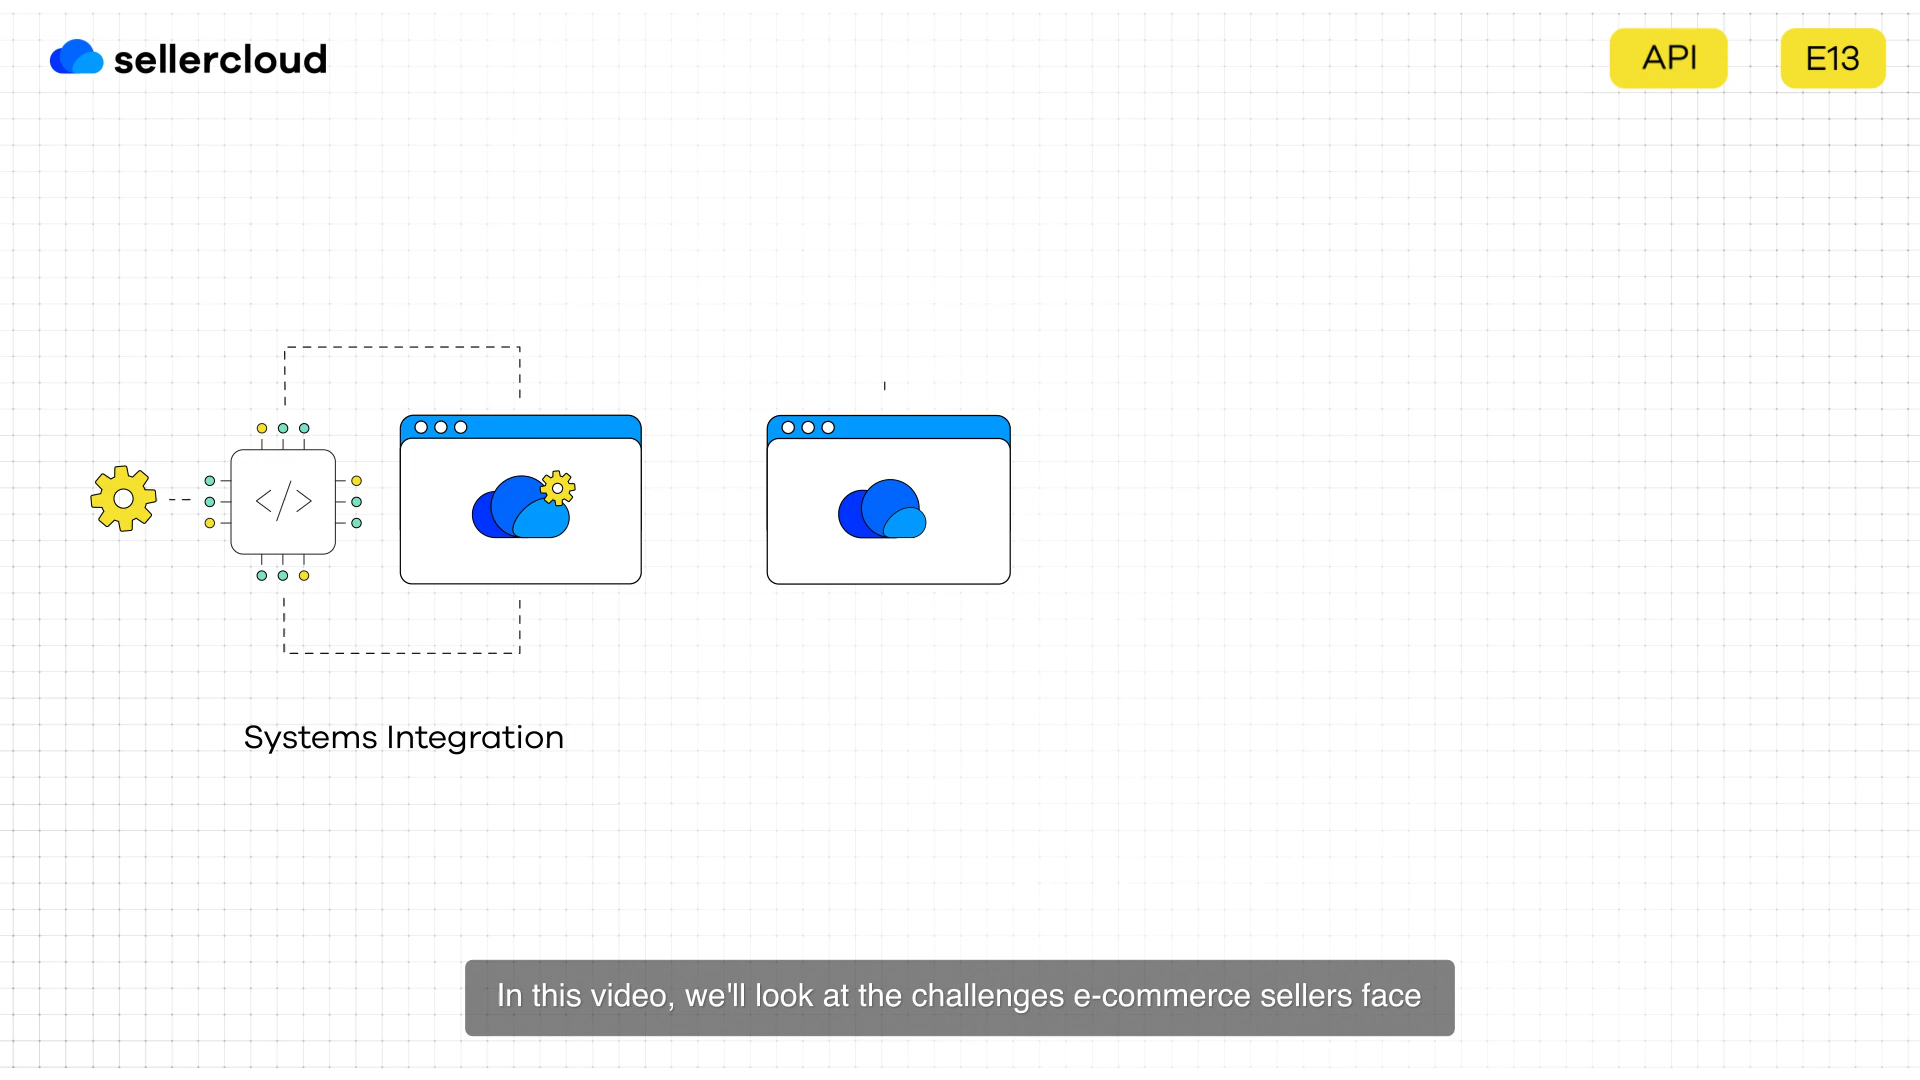 sellercloud
API
E13
</>
Systems Integration
In this video, we'll look at the challenges e-commerce sellers face